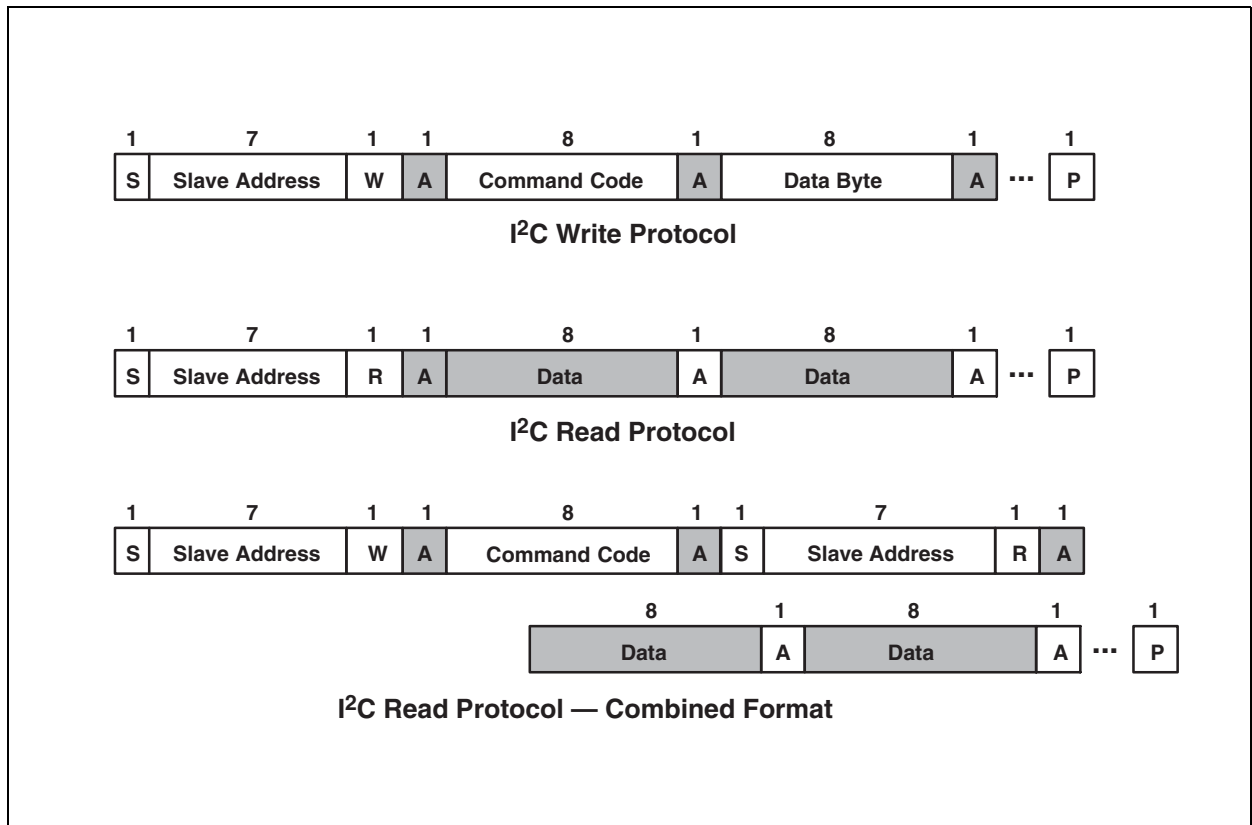 1 7 1 1 8 1 8 1 1
S Slave Address W A Command Code A Data Byte A ... P
I²C Write Protocol
1 7 1 1 8 1 8 1 1
S Slave Address R A Data A Data A ... P
I²C Read Protocol
1 7 1 1 8 1 1 7 1 1
S Slave Address W A Command Code A S Slave Address R A
8 1 8 1 1
Data A Data A ... P
I²C Read Protocol — Combined Format